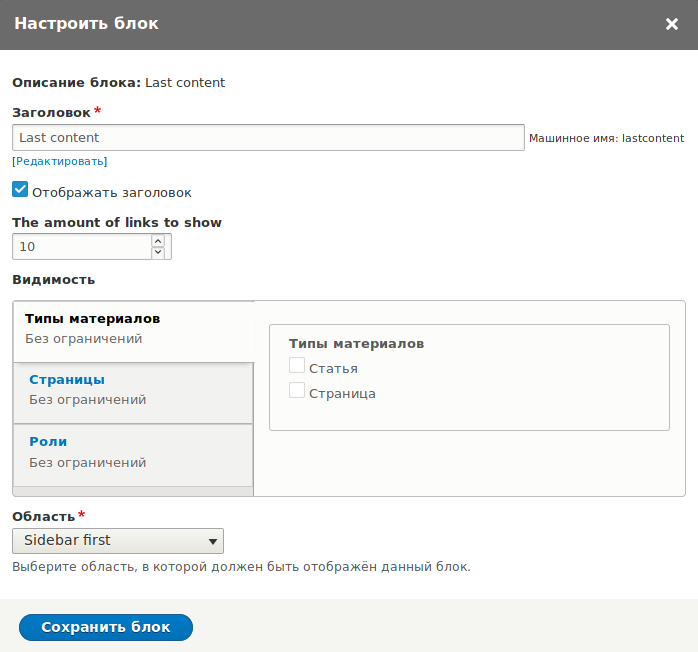 Настроить блок
Описание блока: Last content
Заголовок *
Last content Машинное имя: lastcontent
[Редактировать]
Отображать заголовок
The amount of links to show
10
Видимость
Типы материалов
Без ограничений
Страницы
Без ограничений
Роли
Без ограничений
Типы материалов
Статья
Страница
Область *
Sidebar first
Выберите область, в которой должен быть отображён данный блок.
Сохранить блок